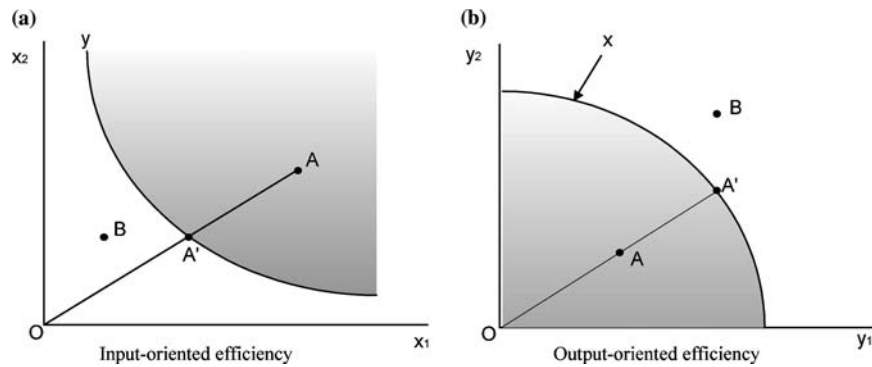 (a)
y
x2
A
B
A'
O
x1
Input-oriented efficiency
(b)
x
y2
B
A'
A
O
y1
Output-oriented efficiency